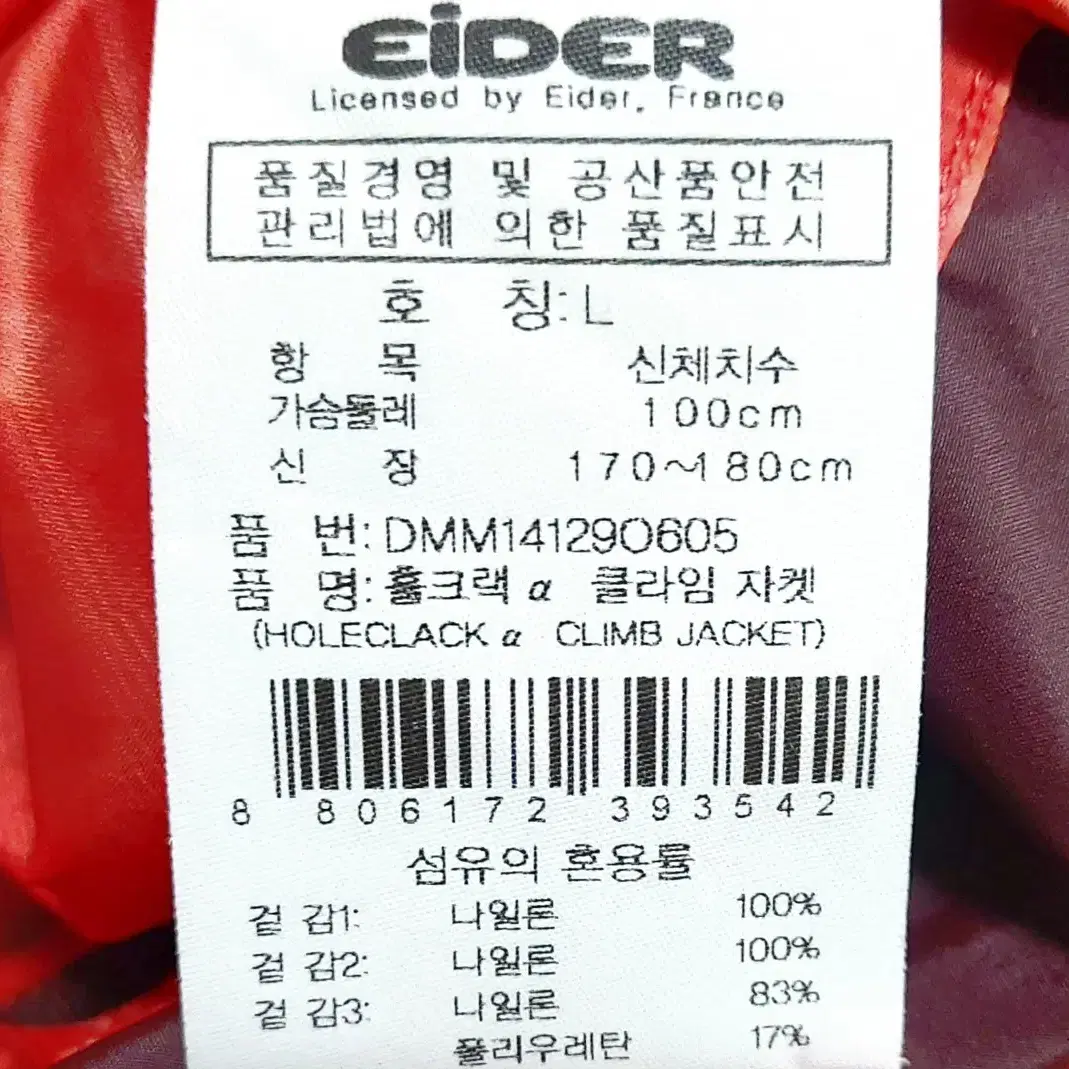 EiDER
Licensed by Eider, France
품질경영 및 공산품안전
관리법에 의한 품질표시
호 칭: L
항 목 신체치수
가슴둘레 100cm
신 장 170~180cm
품 번: DMM14129O605
품 명: 홀크랙 α 클라임 자켓
(HOLECLACK α CLIMB JACKET)
8 806172 393542
섬유의 혼용률
겉 감1: 나일론 100%
겉 감2: 나일론 100%
겉 감3: 나일론 83%
폴리우레탄 17%